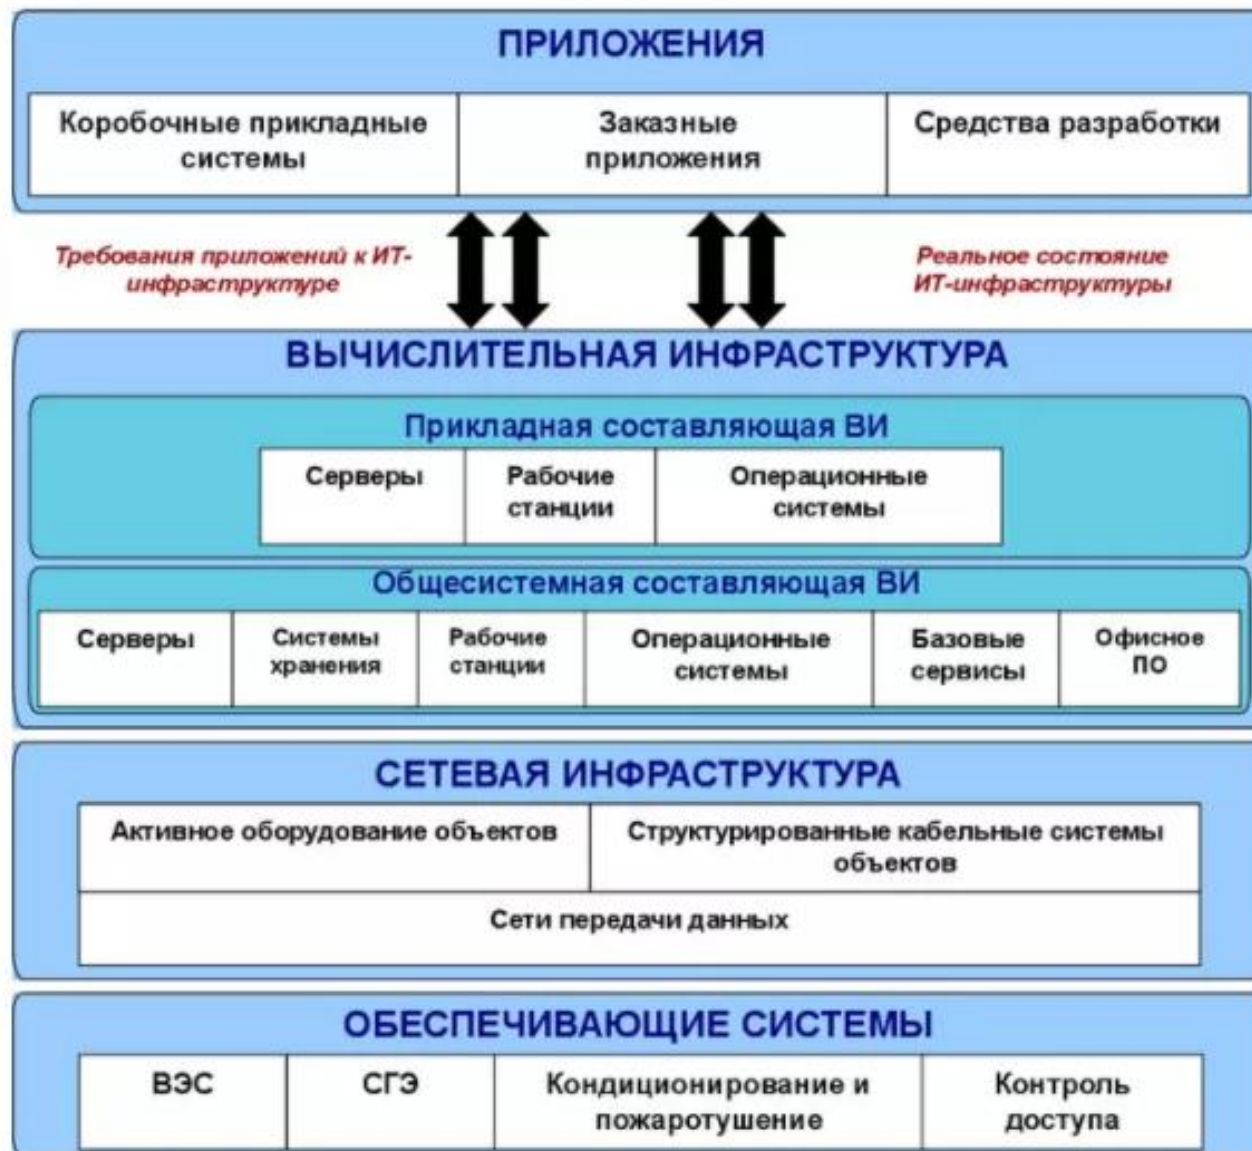 ПРИЛОЖЕНИЯ
Коробочные прикладные
системы
Заказные
приложения
Средства разработки
Требования приложений к ИТ-
инфраструктуре
Реальное состояние
ИТ-инфраструктуры
ВЫЧИСЛИТЕЛЬНАЯ ИНФРАСТРУКТУРА
Прикладная составляющая ВИ
Серверы
Рабочие
станции
Операционные
системы
Общесистемная составляющая ВИ
Серверы
Системы
хранения
Рабочие
станции
Операционные
системы
Базовые
сервисы
Офисное
ПО
СЕТЕВАЯ ИНФРАСТРУКТУРА
Активное оборудование объектов
Структурированные кабельные системы
объектов
Сети передачи данных
ОБЕСПЕЧИВАЮЩИЕ СИСТЕМЫ
ВЭС
СГЭ
Кондиционирование и
пожаротушение
Контроль
доступа